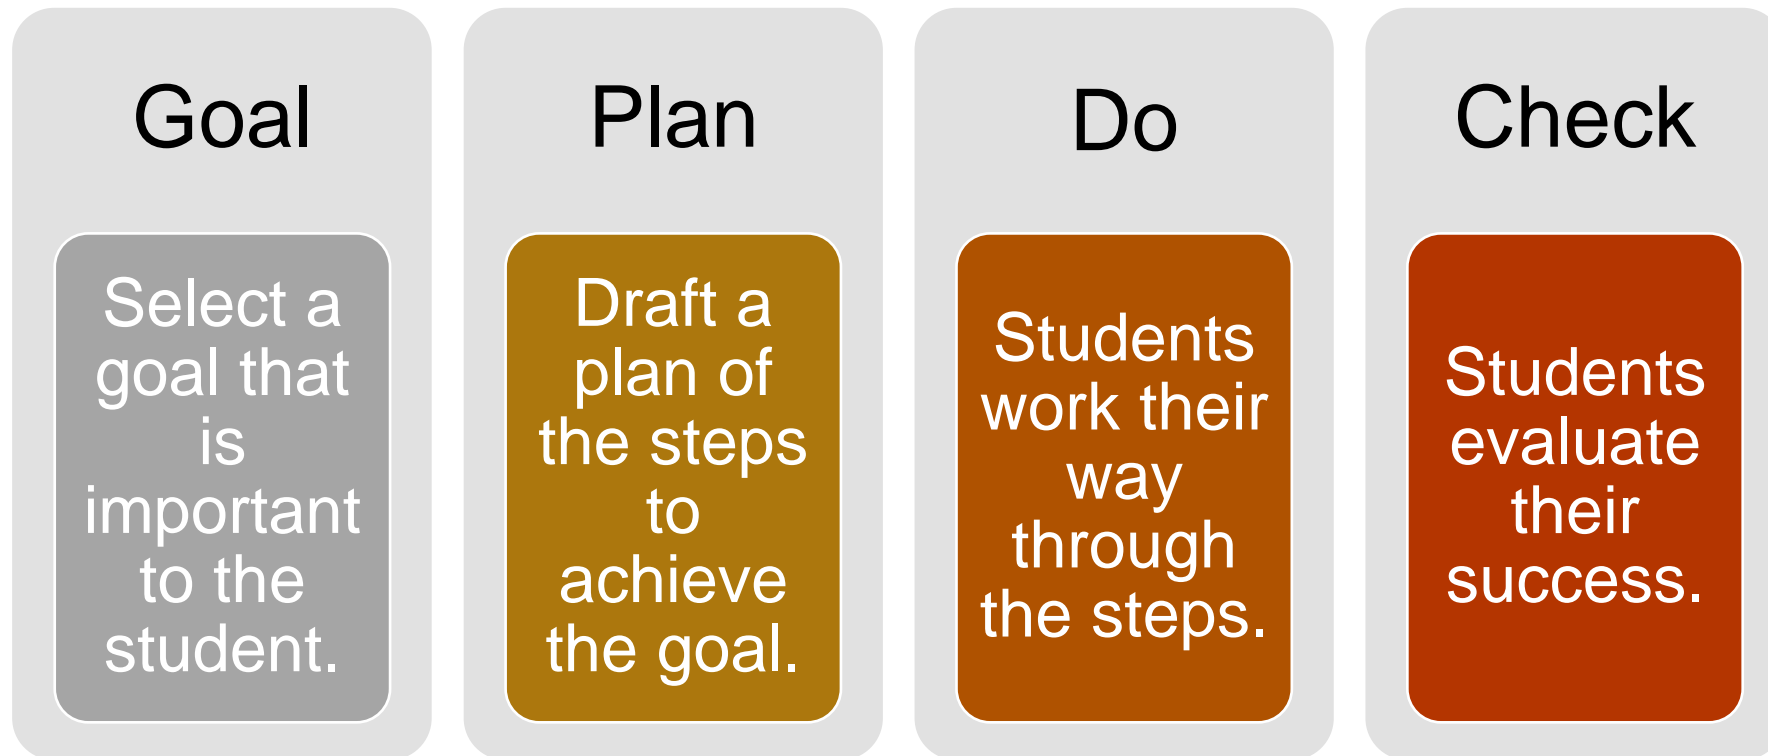 Goal
Select a
goal that
is
important
to the
student.
Plan
Draft a
plan of
the steps
to
achieve
the goal.
Do
Students
work their
way
through
the steps.
Check
Students
evaluate
their
success.